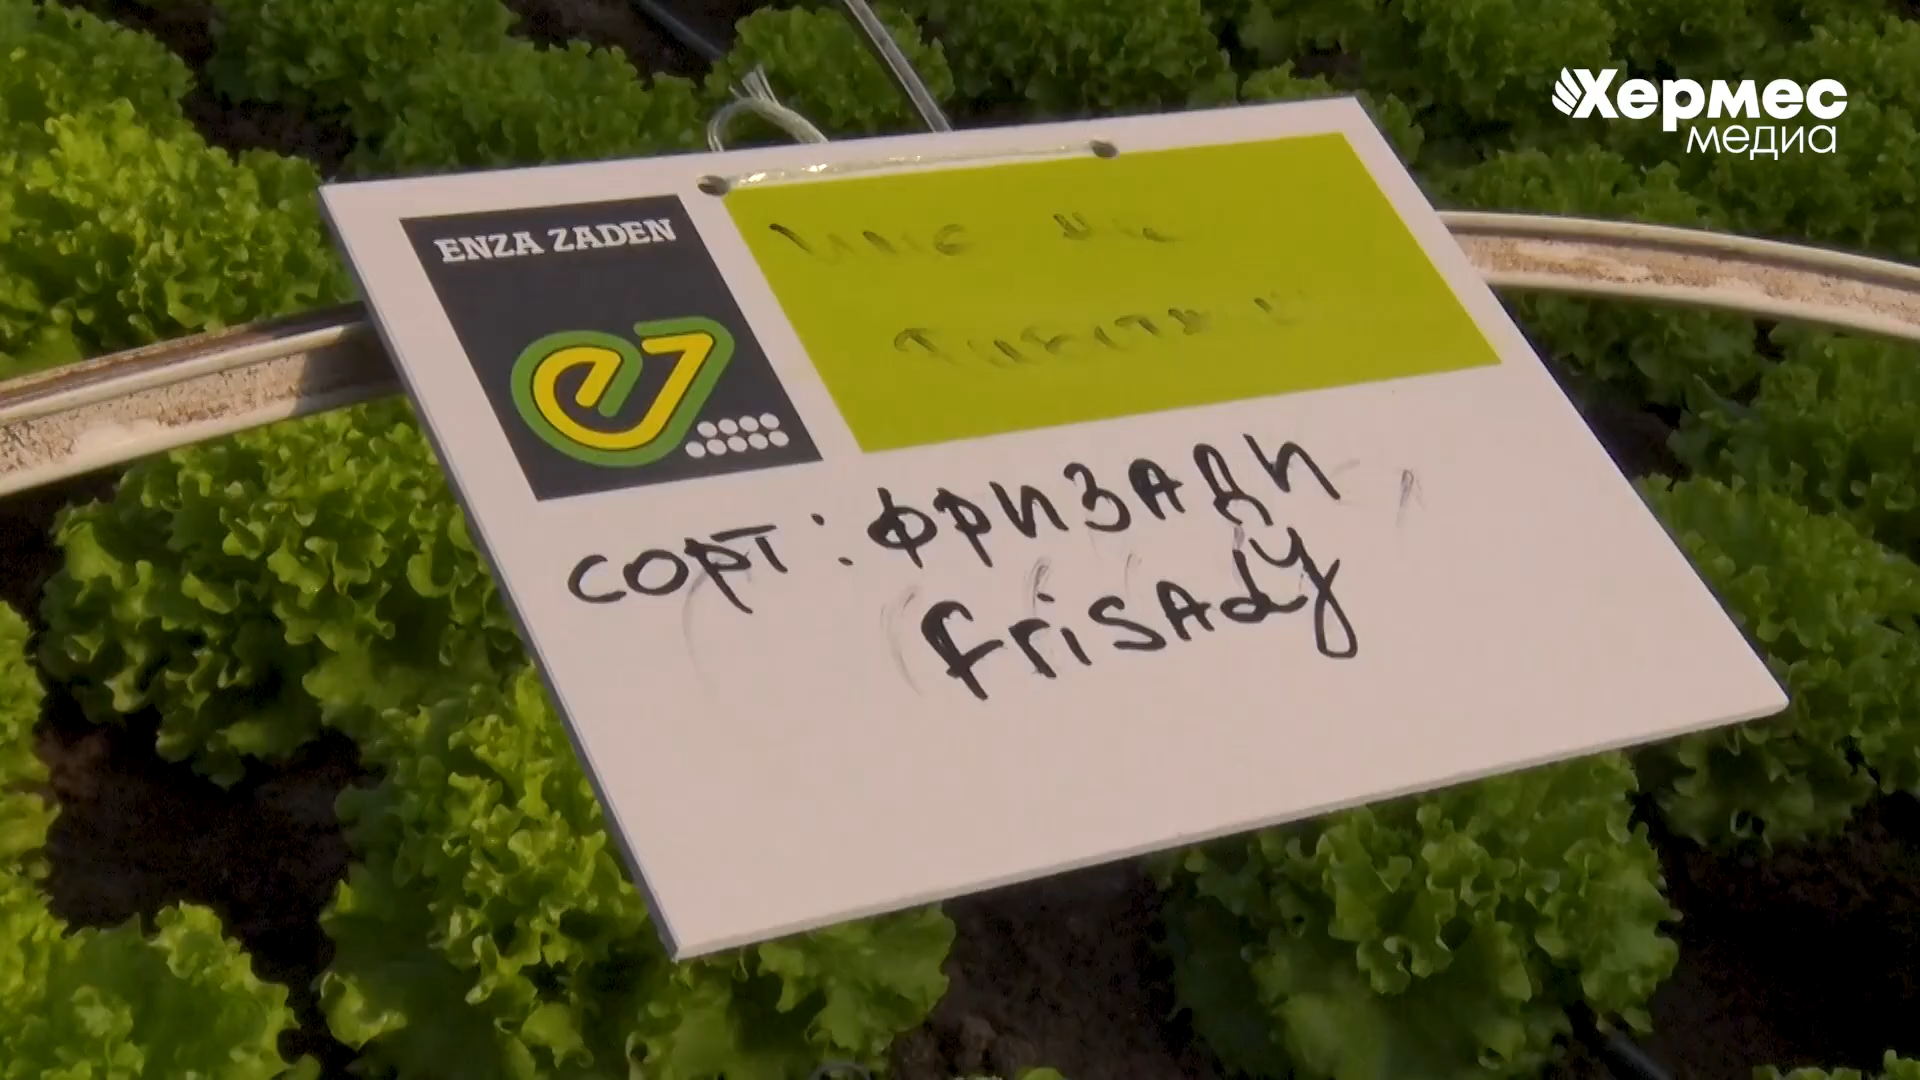 Хермес
медиа
ENZA ZADEN
сорт: ФРИЗАДИ
FrisAdy